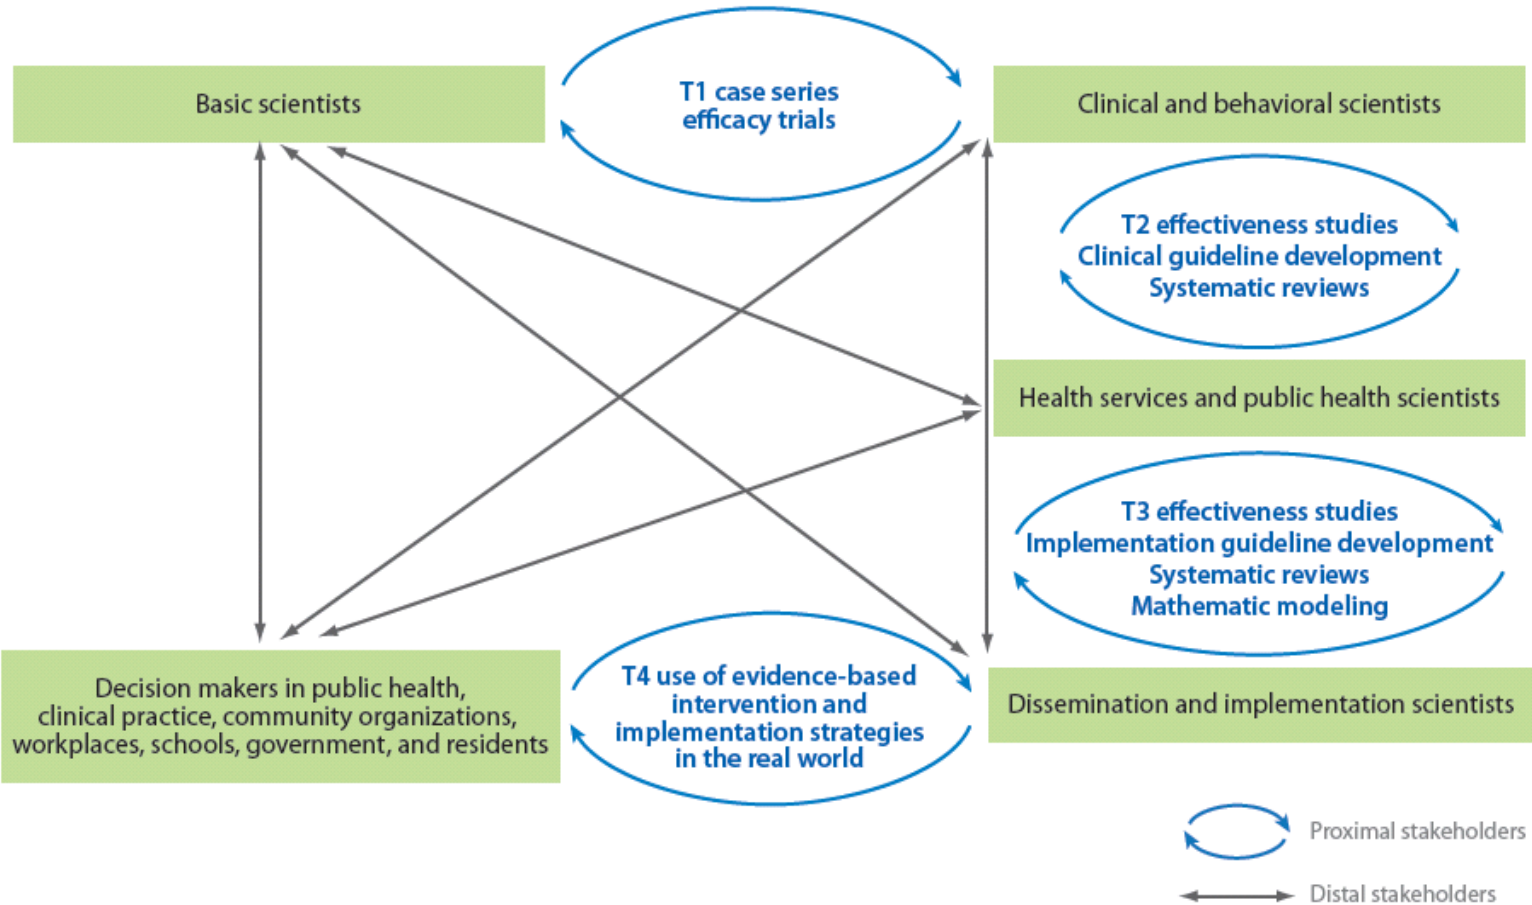 Basic scientists
T1 case series
efficacy trials
Clinical and behavioral scientists
T2 effectiveness studies
Clinical guideline development
Systematic reviews
Health services and public health scientists
T3 effectiveness studies
Implementation guideline development
Systematic reviews
Mathematic modeling
Decision makers in public health,
clinical practice, community organizations,
workplaces, schools, government, and residents
T4 use of evidence-based
intervention and
implementation strategies
in the real world
Dissemination and implementation scientists
Proximal stakeholders
Distal stakeholders